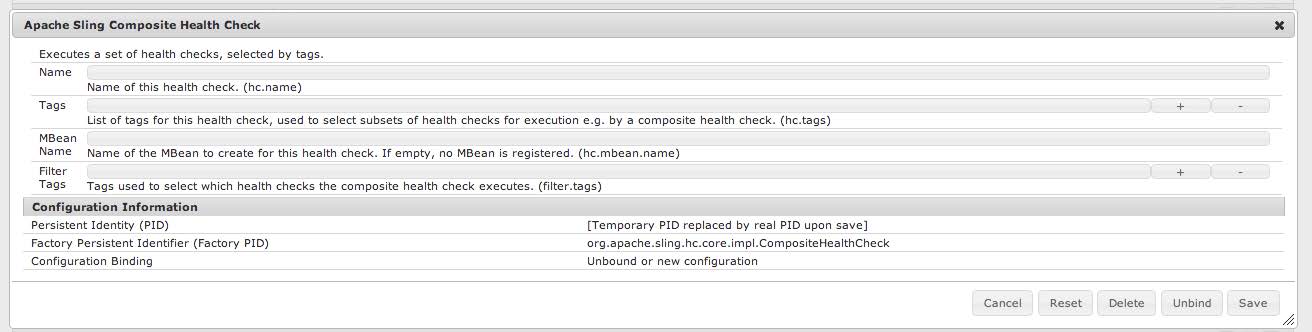 Apache Sling Composite Health Check ✖
Executes a set of health checks, selected by tags.
Name
Name of this health check. (hc.name)
Tags + -
List of tags for this health check, used to select subsets of health checks for execution e.g. by a composite health check. (hc.tags)
MBean
Name
Name of the MBean to create for this health check. If empty, no MBean is registered. (hc.mbean.name)
Filter + -
Tags
Tags used to select which health checks the composite health check executes. (filter.tags)
Configuration Information
Persistent Identity (PID) [Temporary PID replaced by real PID upon save]
Factory Persistent Identifier (Factory PID) org.apache.sling.hc.core.impl.CompositeHealthCheck
Configuration Binding Unbound or new configuration
Cancel Reset Delete Unbind Save